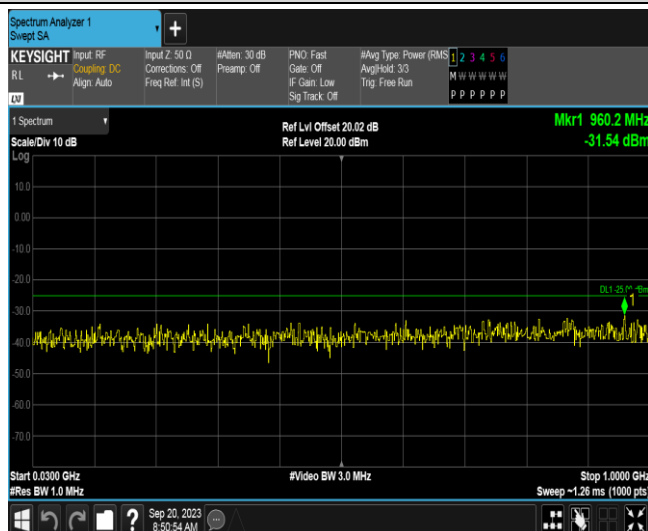 Spectrum Analyzer 1
Swept SA
+
KEYSIGHT
RL
LXI
Input: RF
Coupling: DC
Align: Auto
Input Z: 50 Ω
Corrections: Off
Freq Ref: Int (S)
#Atten: 30 dB
Preamp: Off
PNO: Fast
Gate: Off
IF Gain: Low
Sig Track: Off
#Avg Type: Power (RMS
Avg|Hold: 3/3
Trig: Free Run
1 2 3 4 5 6
M W W W W W
P P P P P P
1 Spectrum
Scale/Div 10 dB
Log
Ref Lvl Offset 20.02 dB
Ref Level 20.00 dBm
Mkr1 960.2 MHz
-31.54 dBm
10.0
0.00
-10.0
-20.0
DL1 -25.00 dBm
1
-30.0
-40.0
-50.0
-60.0
-70.0
Start 0.0300 GHz
#Res BW 1.0 MHz
#Video BW 3.0 MHz
Stop 1.0000 GHz
Sweep ~1.26 ms (1000 pts)
?
Sep 20, 2023
8:50:54 AM